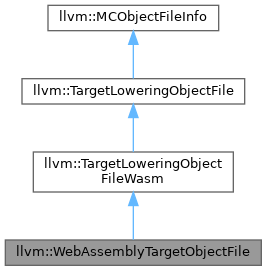 llvm::MCObjectFileInfo
llvm::TargetLoweringObjectFile
llvm::TargetLoweringObject
FileWasm
llvm::WebAssemblyTargetObjectFile